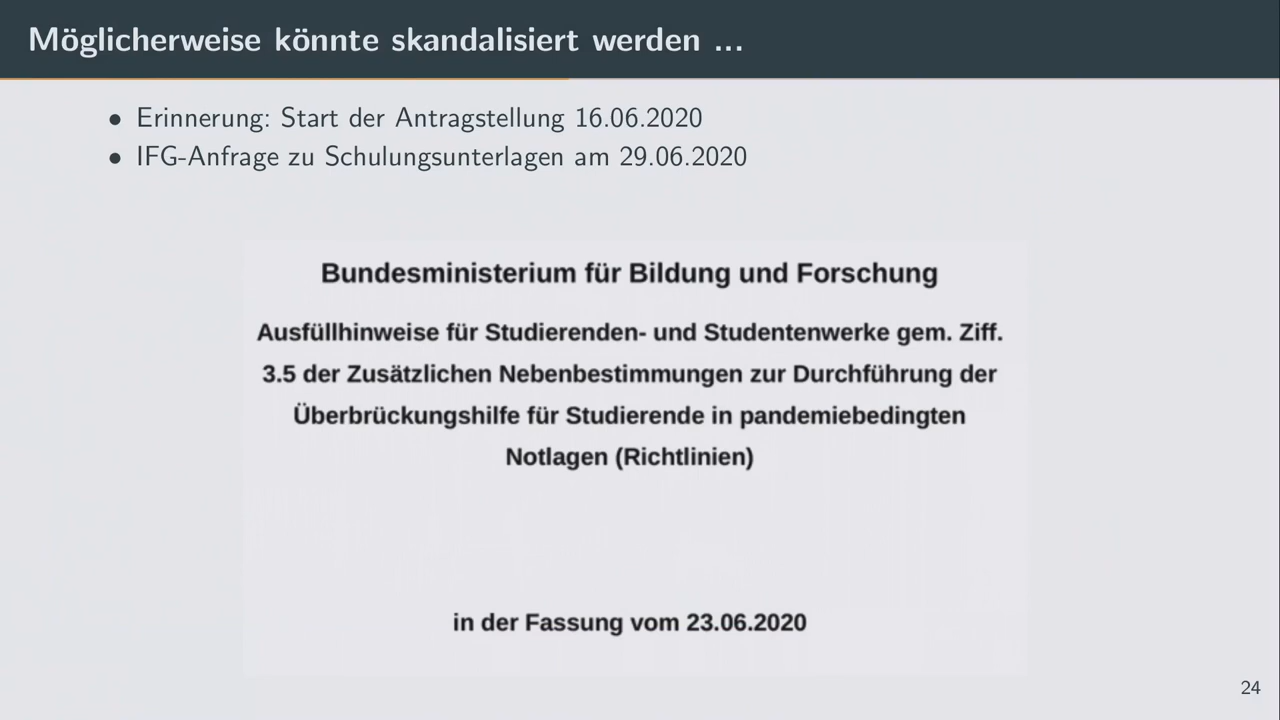 Möglicherweise könnte skandalisiert werden ...
• Erinnerung: Start der Antragstellung 16.06.2020
• IFG-Anfrage zu Schulungsunterlagen am 29.06.2020
Bundesministerium für Bildung und Forschung
Ausfüllhinweise für Studierenden- und Studentenwerke gem. Ziff.
3.5 der Zusätzlichen Nebenbestimmungen zur Durchführung der
Überbrückungshilfe für Studierende in pandemiebedingten
Notlagen (Richtlinien)
in der Fassung vom 23.06.2020
24